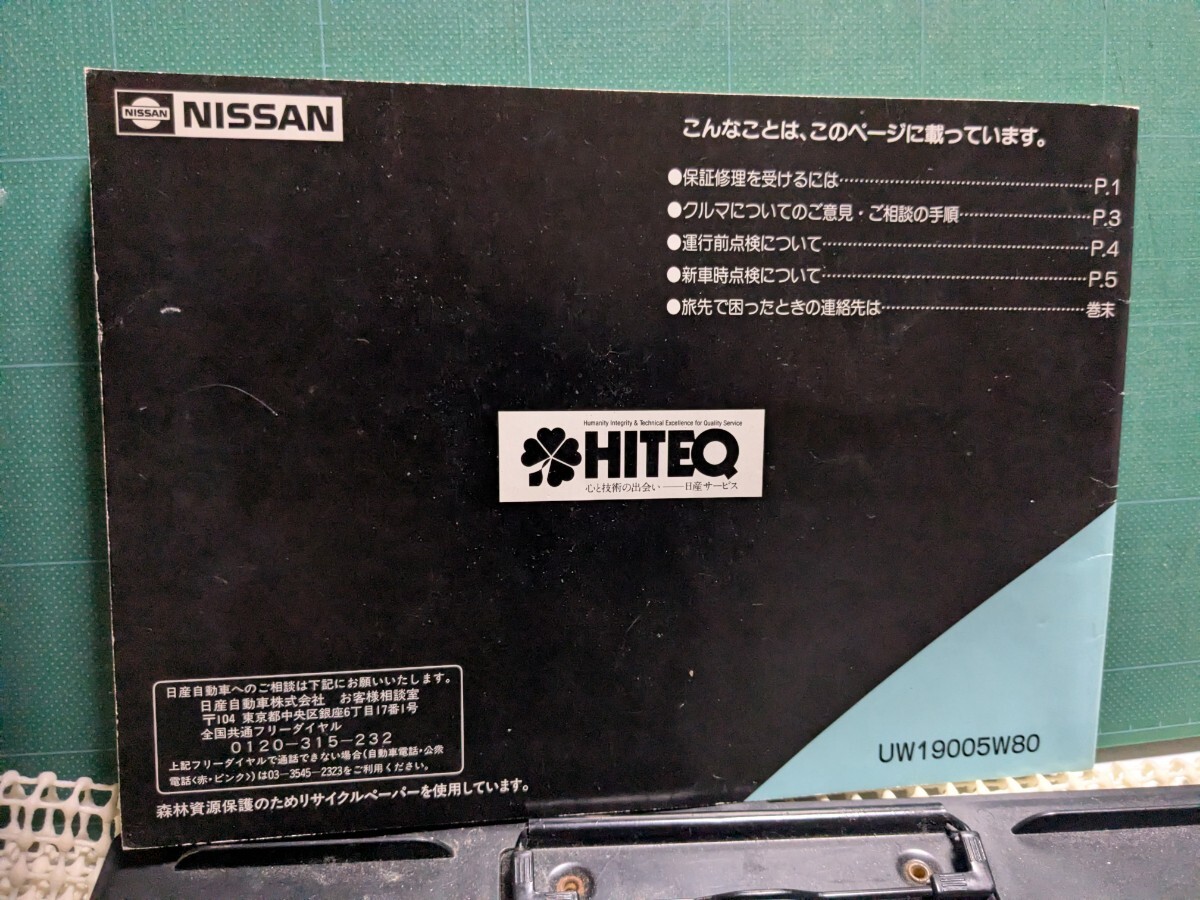 NISSAN NISSAN
こんなことは、このページに載っています。
●保証修理を受けるには……………………………………P.1
●クルマについてのご意見・ご相談の手順………………P.3
●運行前点検について………………………………………P.4
●新車時点検について………………………………………P.5
●旅先で困ったときの連絡先は……………………………巻末
Humanity Integrity & Technical Excellence for Quality Service
HITEQ
心と技術の出会い――日産サービス
日産自動車へのご相談は下記にお願いいたします。
日産自動車株式会社 お客様相談室
〒104 東京都中央区銀座6丁目17番1号
全国共通フリーダイヤル
0120-315-232
上記フリーダイヤルで通話できない場合(自動車電話・公衆
電話<赤・ピンク>)は03-3545-2323をご利用ください。
森林資源保護のためリサイクルペーパーを使用しています。
UW19005W80